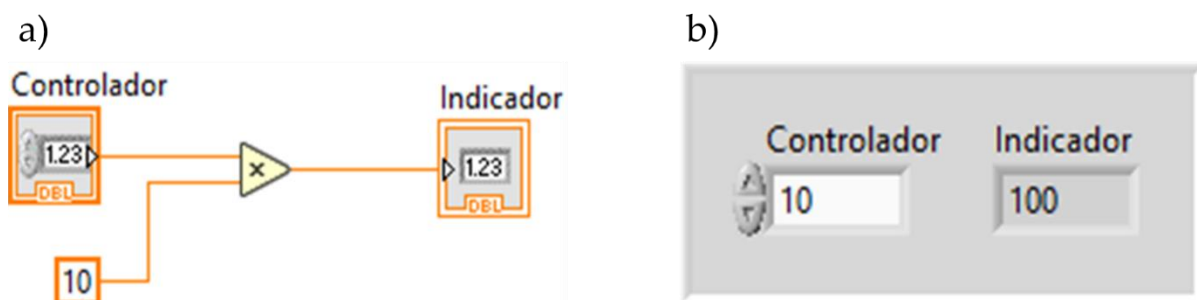 a)
Controlador
1.23
DBL
×
10
Indicador
1.23
DBL
b)
Controlador
10
Indicador
100